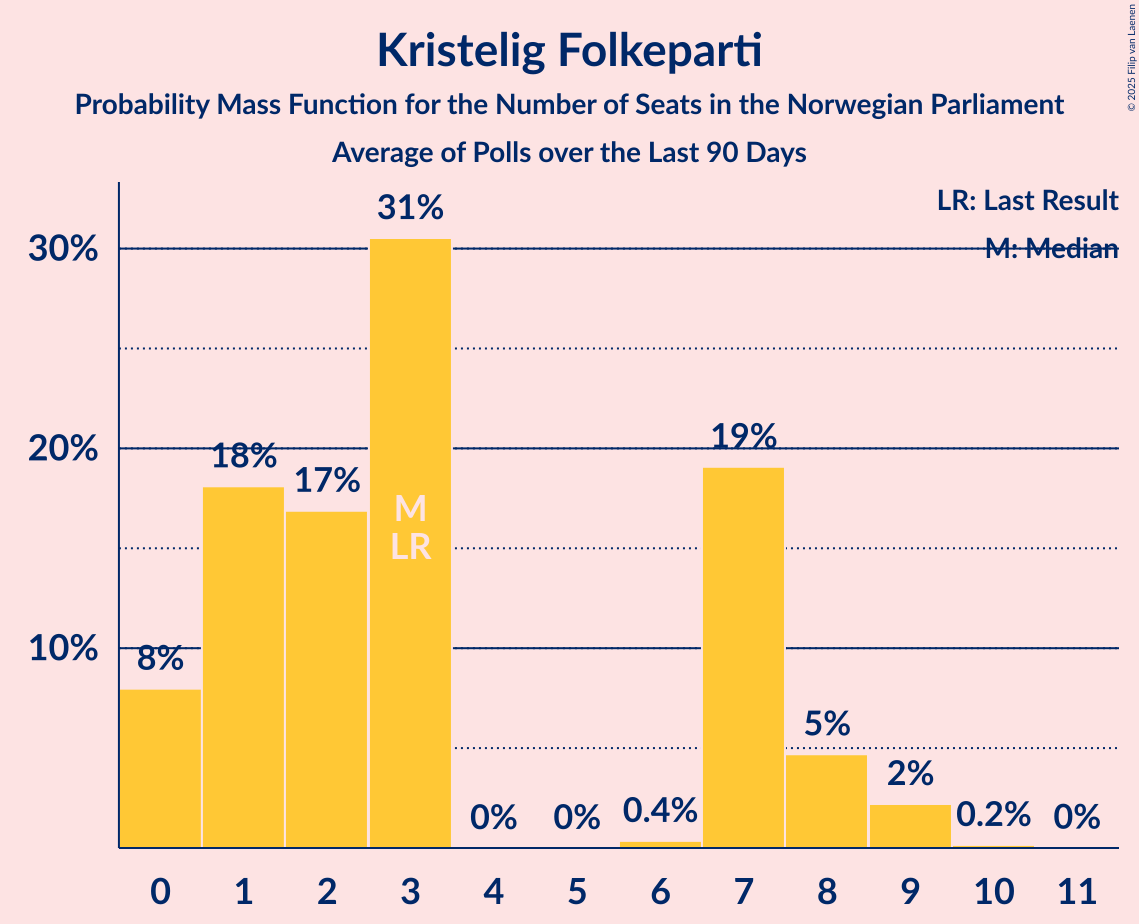 Kristelig Folkeparti
Probability Mass Function for the Number of Seats in the Norwegian Parliament
Average of Polls over the Last 90 Days
© 2025 Filip van Laenen
LR: Last Result
M: Median
30%
20%
10%
8%
18%
17%
31%
M
LR
0%
0%
0.4%
19%
5%
2%
0.2%
0%
0 1 2 3 4 5 6 7 8 9 10 11